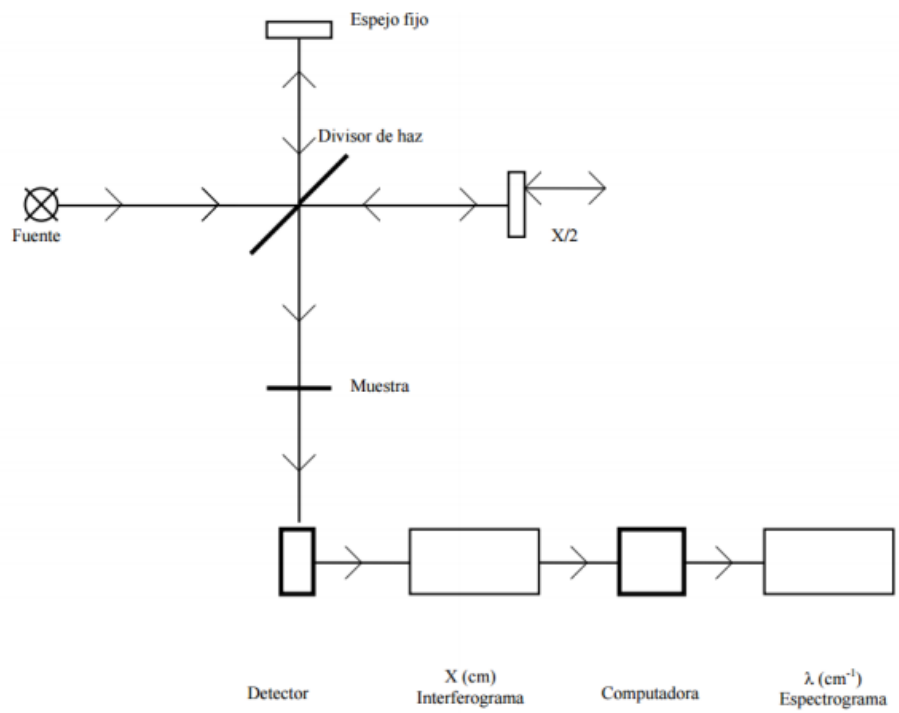 Espejo fijo
Divisor de haz
Fuente
X/2
Muestra
Detector
X (cm)
Interferograma
Computadora
λ (cm⁻¹)
Espectrograma